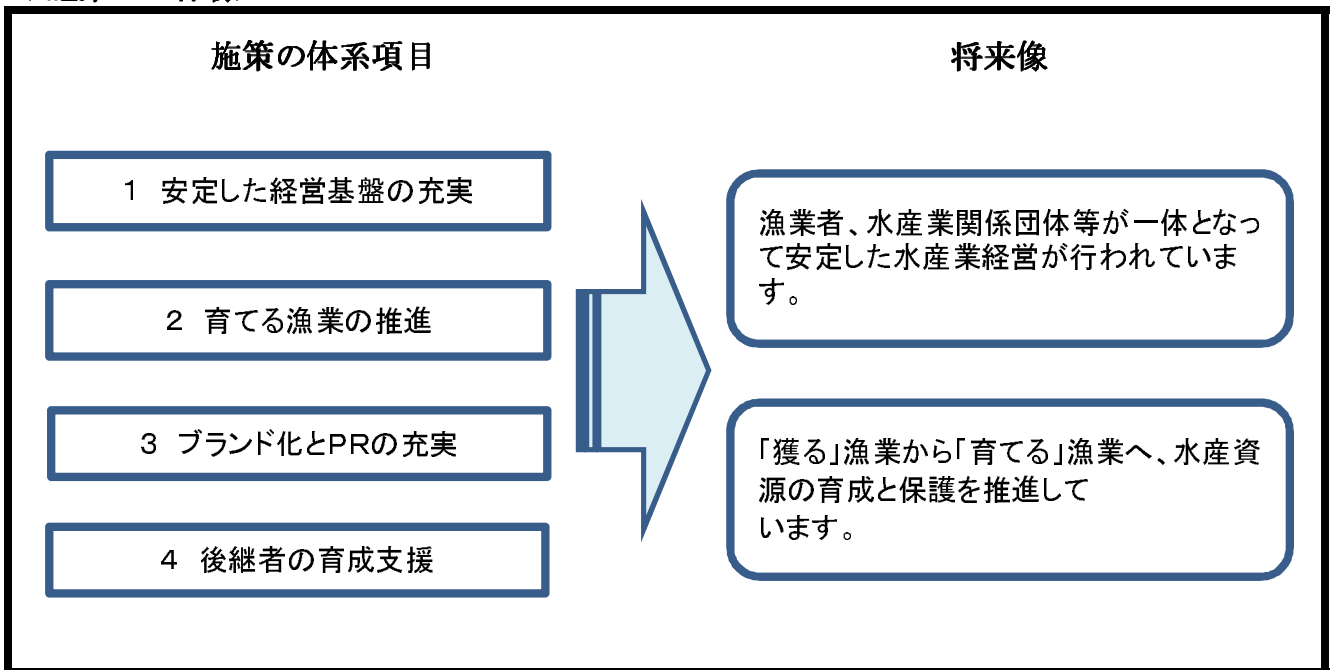 施策の体系項目
将来像
1 安定した経営基盤の充実
2 育てる漁業の推進
3 ブランド化とPRの充実
4 後継者の育成支援
漁業者、水産業関係団体等が一体となっ
て安定した水産業経営が行われていま
す。
「獲る」漁業から「育てる」漁業へ、水産資
源の育成と保護を推進して
います。